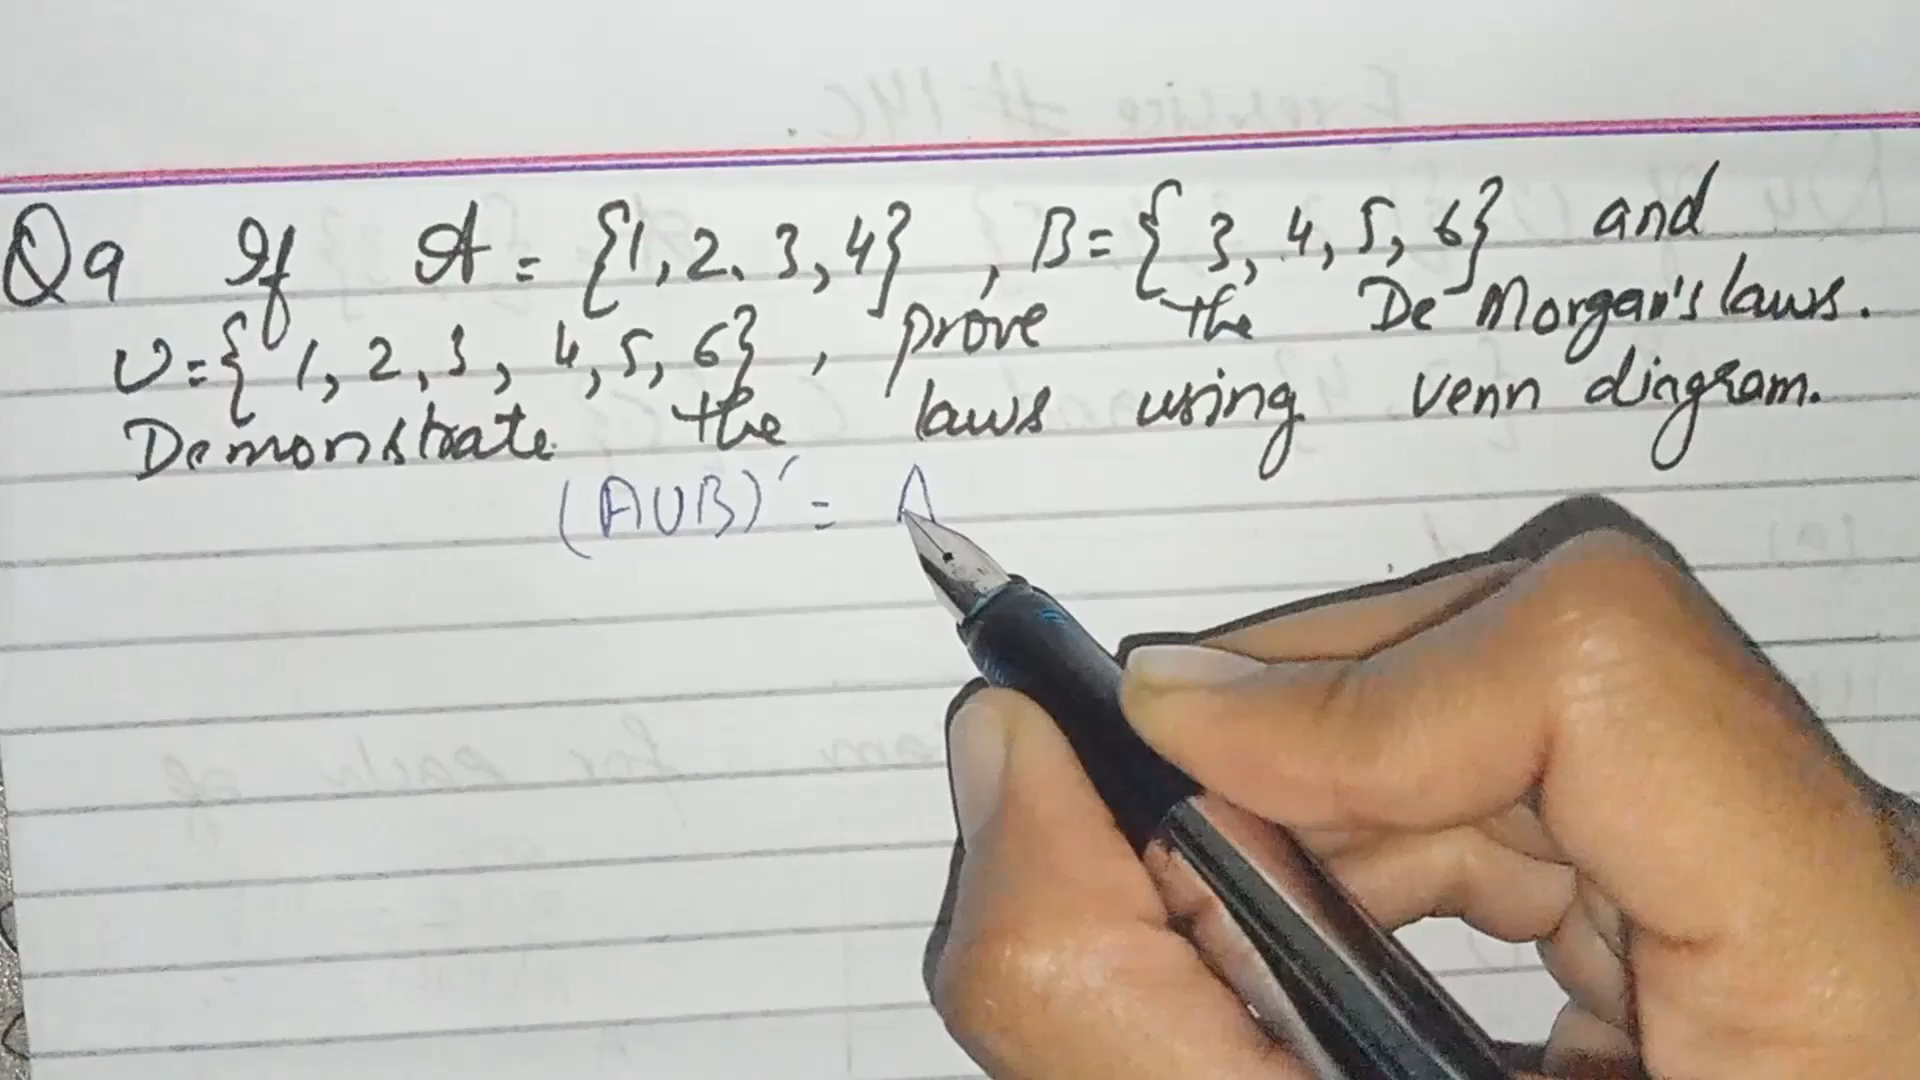 Q9 If A = {1, 2, 3, 4}, B = {3, 4, 5, 6} and
U = {1, 2, 3, 4, 5, 6}, prove the De Morgan's laws.
Demonstrate the laws using venn diagram.
(A∪B)′ = A